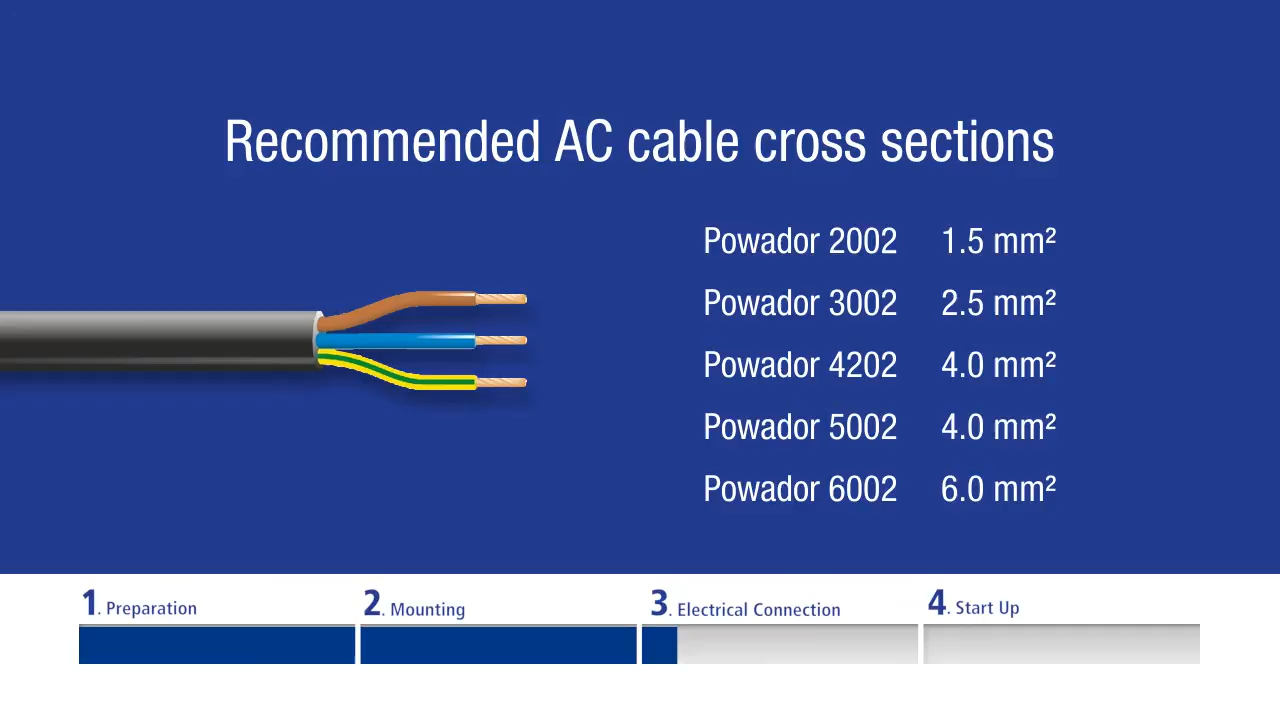 Recommended AC cable cross sections
Powador 2002 1.5 mm²
Powador 3002 2.5 mm²
Powador 4202 4.0 mm²
Powador 5002 4.0 mm²
Powador 6002 6.0 mm²
1. Preparation
2. Mounting
3. Electrical Connection
4. Start Up